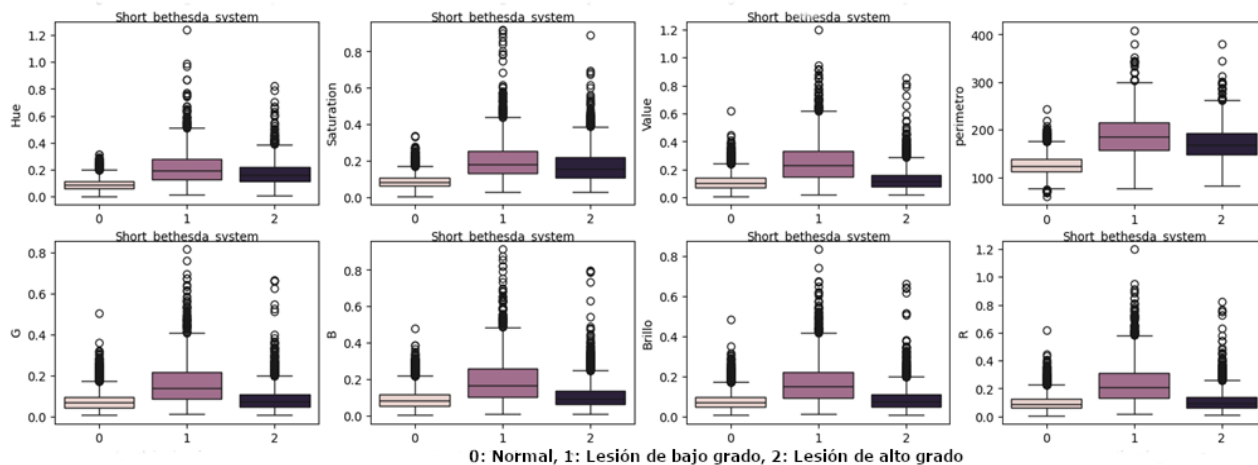 Short_bethesda_system Short_bethesda_system Short_bethesda_system
Hue 1.2 1.0 0.8 0.6 0.4 0.2 0.0 0 1 2
Saturation 0.8 0.6 0.4 0.2 0.0 0 1 2
Value 1.2 1.0 0.8 0.6 0.4 0.2 0.0 0 1 2
perimetro 400 300 200 100 0 1 2
Short_bethesda_system Short_bethesda_system Short_bethesda_system Short_bethesda_system
G 0.8 0.6 0.4 0.2 0.0 0 1 2
B 0.8 0.6 0.4 0.2 0.0 0 1 2
Brillo 0.8 0.6 0.4 0.2 0.0 0 1 2
R 1.2 1.0 0.8 0.6 0.4 0.2 0.0 0 1 2
0: Normal, 1: Lesión de bajo grado, 2: Lesión de alto grado